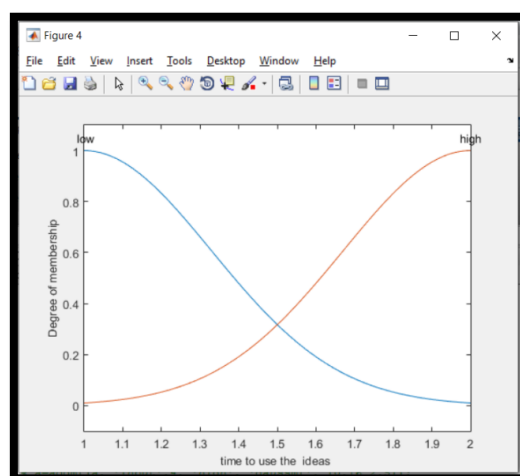 Figure 4
File Edit View Insert Tools Desktop Window Help
low high
1
0.8
0.6
0.4
0.2
0
Degree of membership
1 1.1 1.2 1.3 1.4 1.5 1.6 1.7 1.8 1.9 2
time to use the ideas